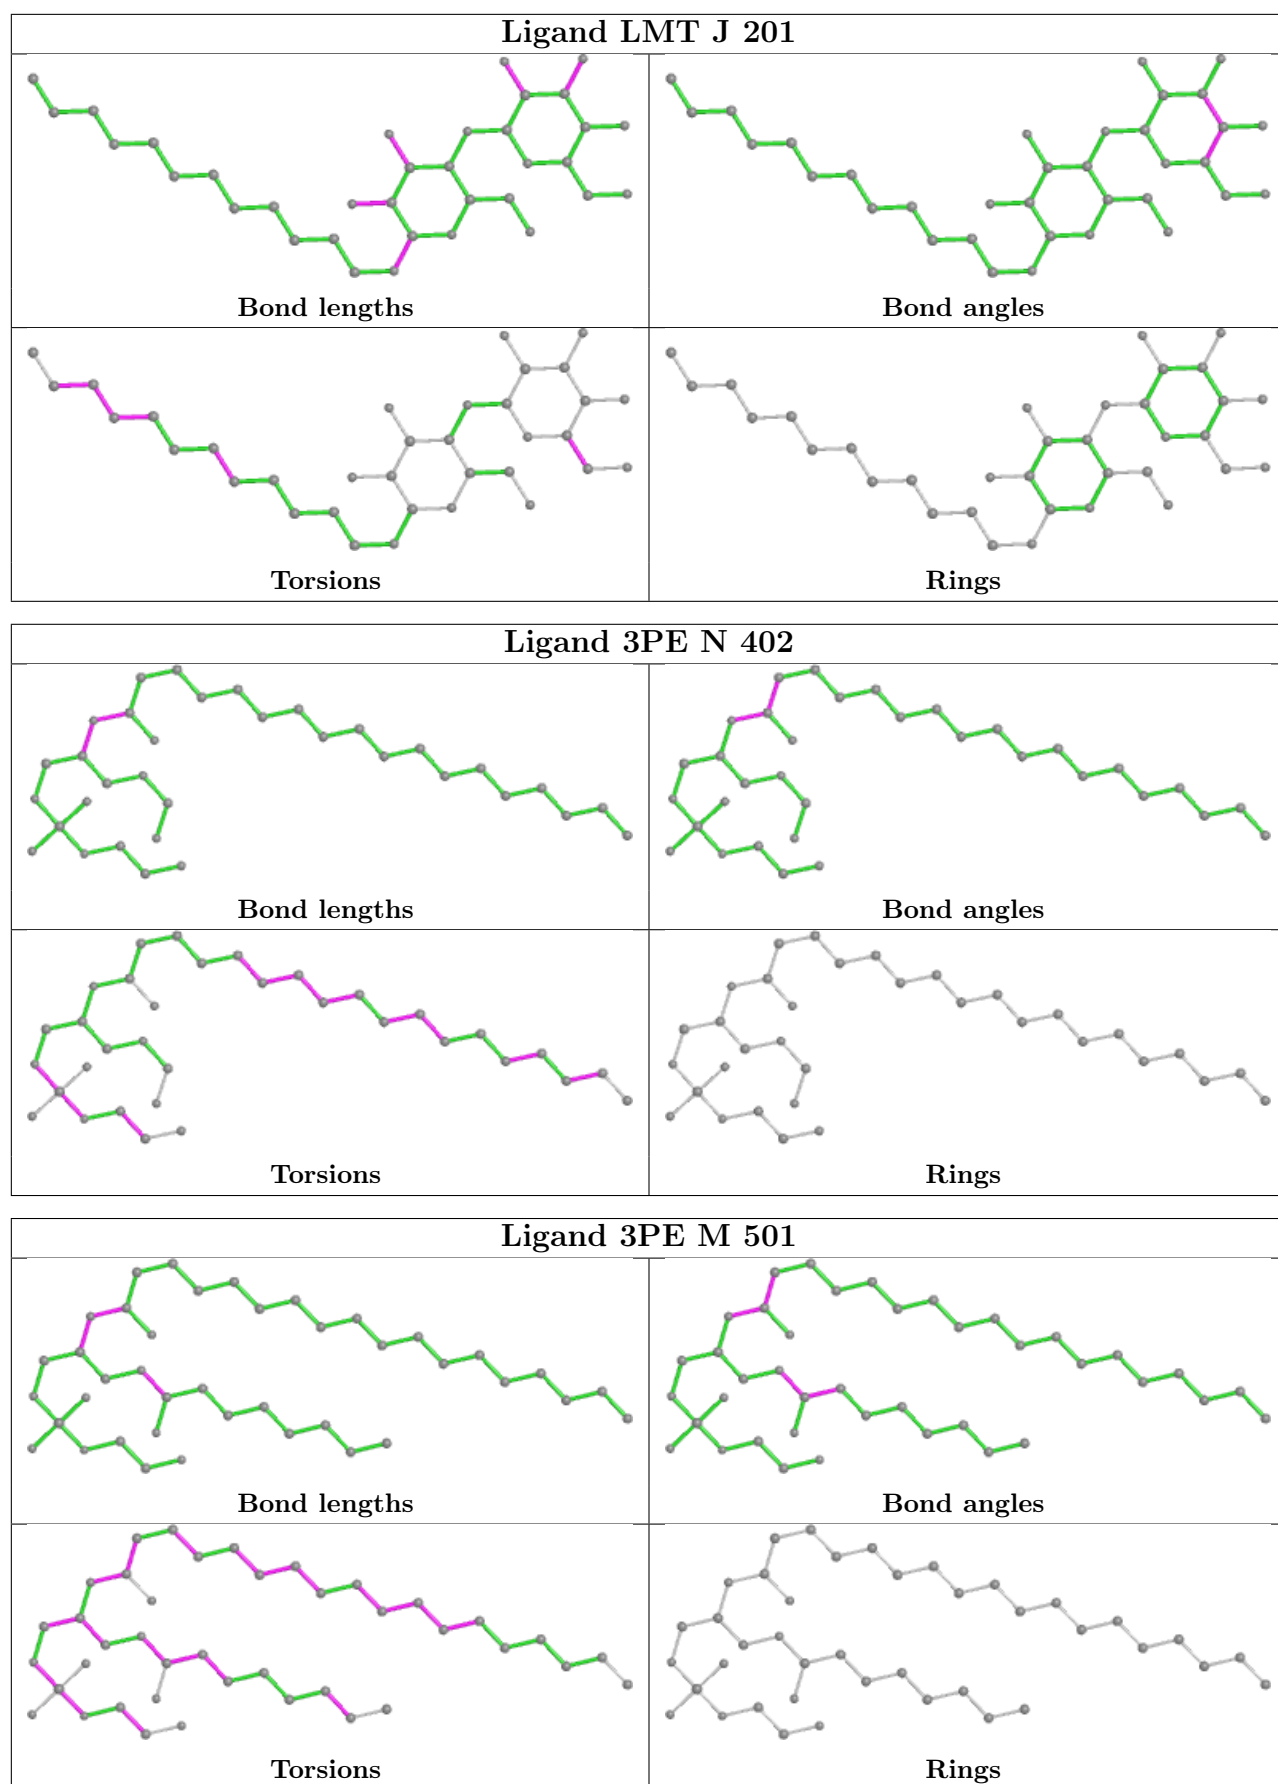 Ligand LMT J 201
Bond lengths
Bond angles
Torsions
Rings
Ligand 3PE N 402
Bond lengths
Bond angles
Torsions
Rings
Ligand 3PE M 501
Bond lengths
Bond angles
Torsions
Rings